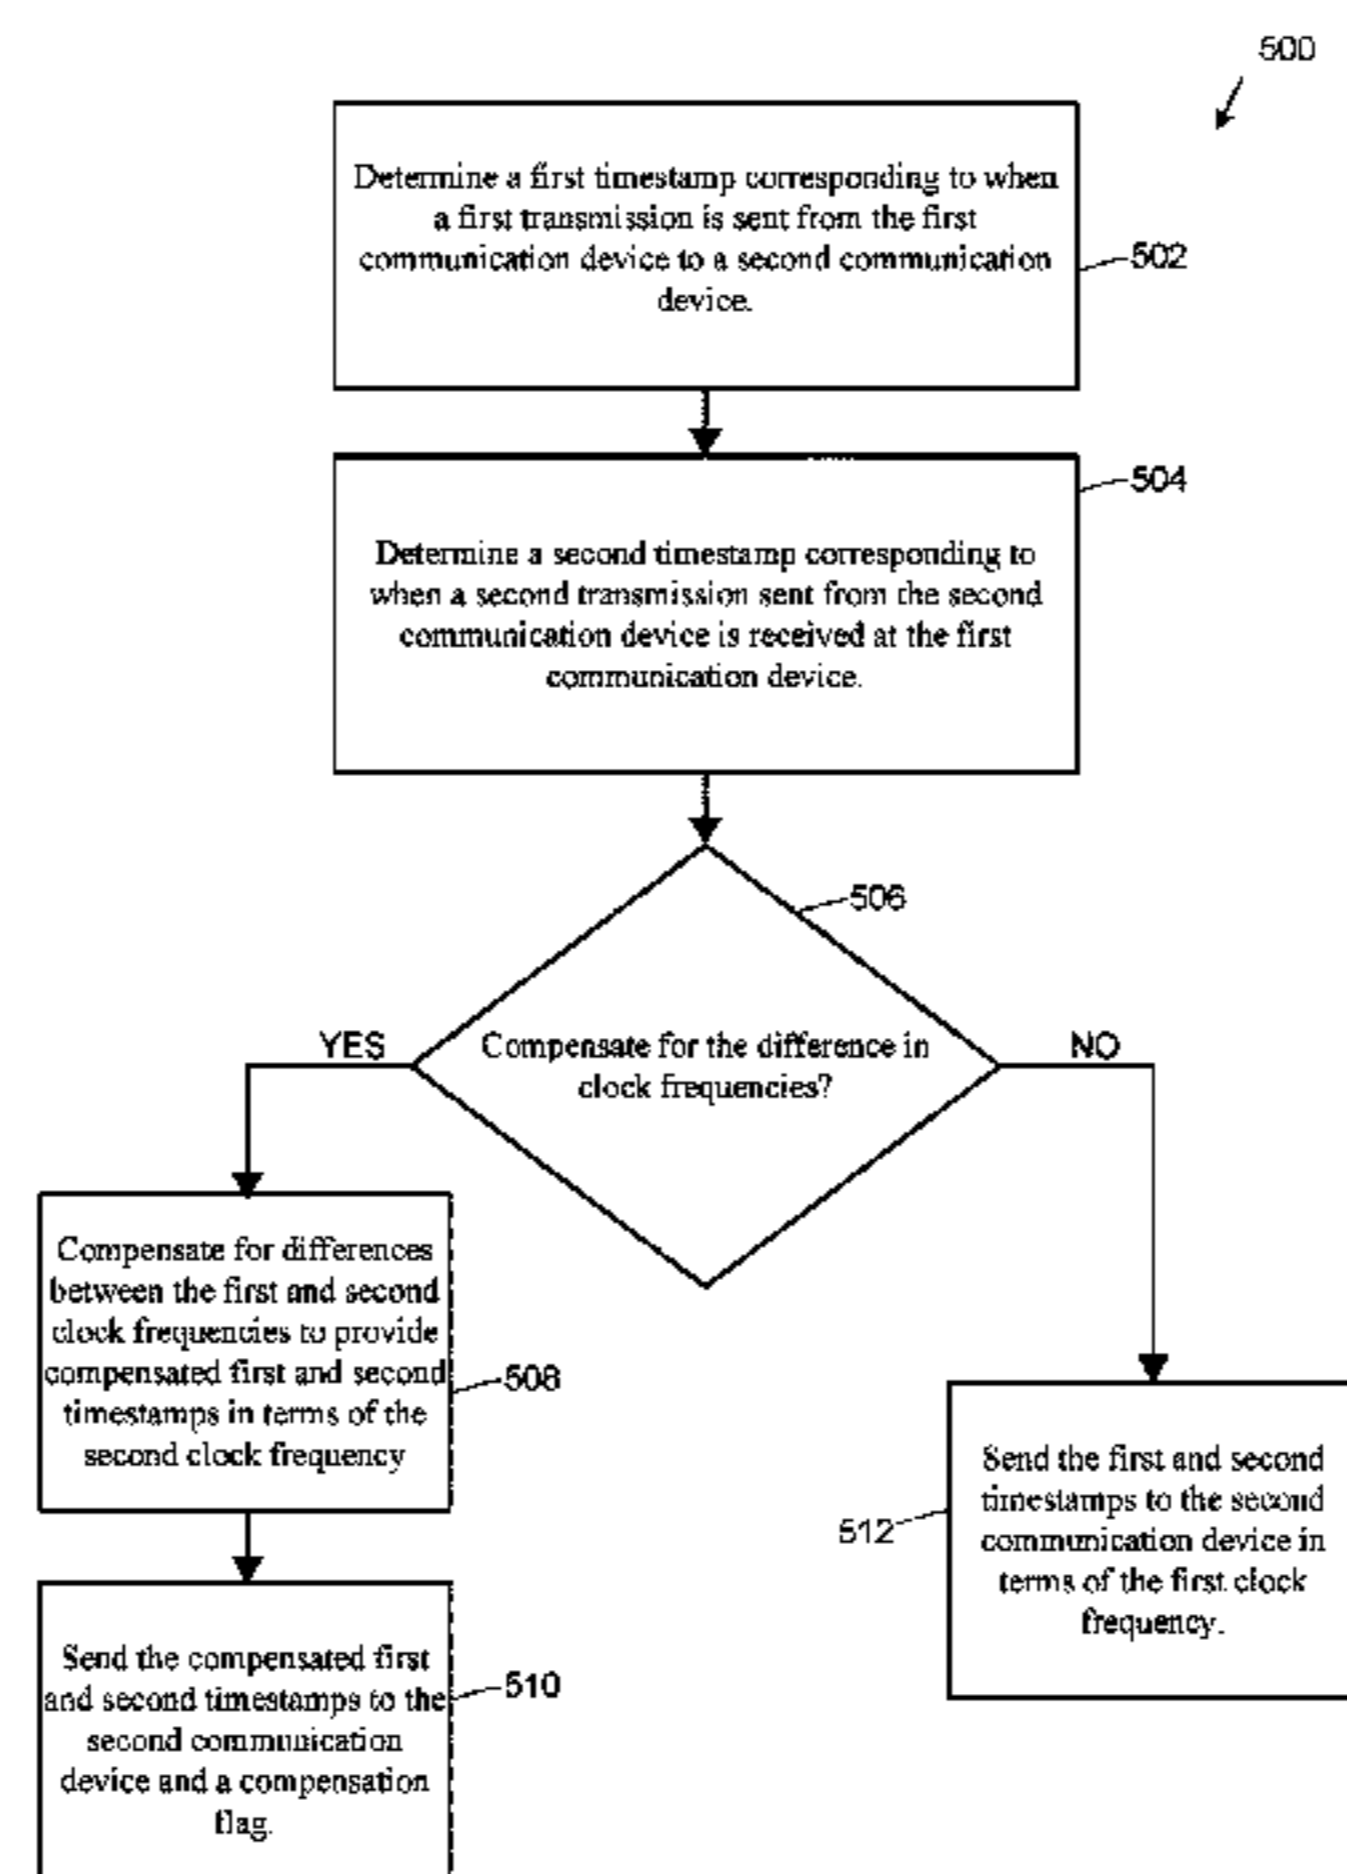 500
Determine a first timestamp corresponding to when
a first transmission is sent from the first
communication device to a second communication
device.
502
504
Determine a second timestamp corresponding to
when a second transmission sent from the second
communication device is received at the first
communication device.
506
YES
Compensate for the difference in
clock frequencies?
NO
Compensate for differences
between the first and second
clock frequencies to provide
compensated first and second
timestamps in terms of the
second clock frequency
508
Send the first and second
timestamps to the second
communication device in
terms of the first clock
frequency.
512
Send the compensated first
and second timestamps to the
second communication
device and a compensation
flag.
510